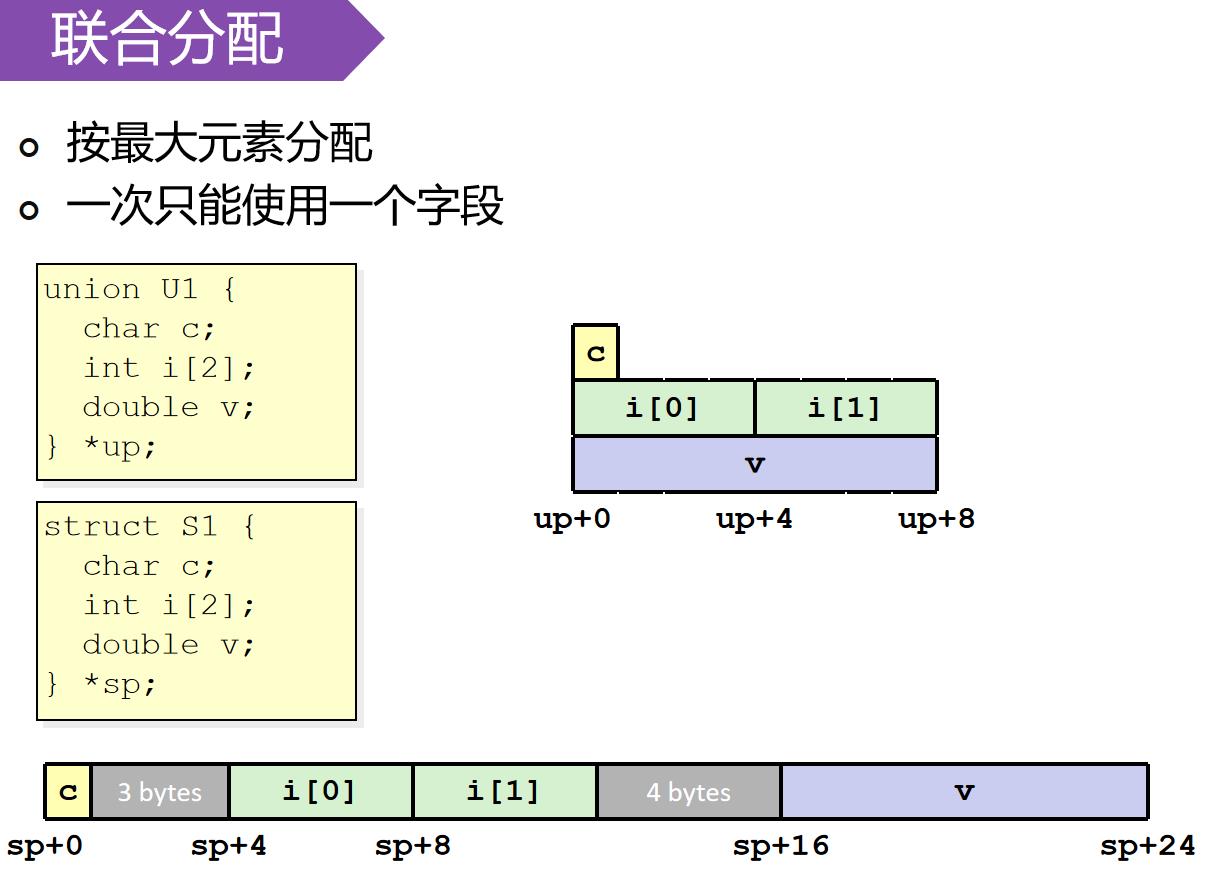 联合分配
按最大元素分配
一次只能使用一个字段
union U1 {
char c;
int i[2];
double v;
} *up;
struct S1 {
char c;
int i[2];
double v;
} *sp;
c
i[0] i[1]
v
up+0 up+4 up+8
c 3 bytes i[0] i[1] 4 bytes v
sp+0 sp+4 sp+8 sp+16 sp+24